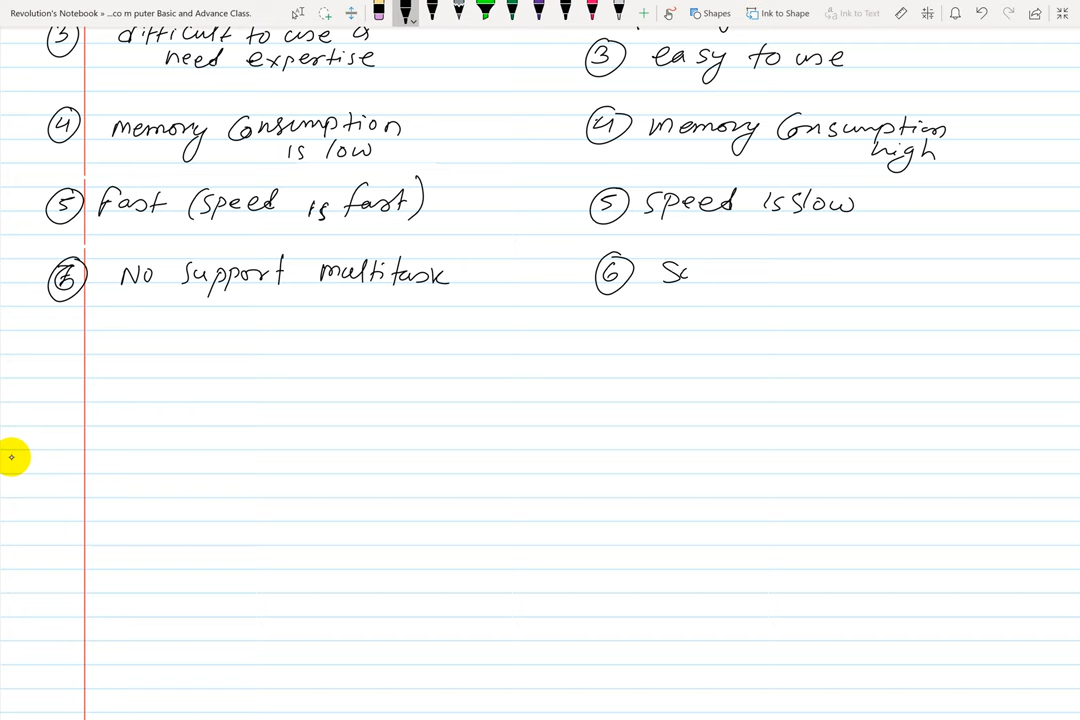 Revolution's Notebook » ...co m puter Basic and Advance Class.
Shapes
Ink to Shape
Ink to Text
③ difficult to use &
need expertise
③ easy to use
④ memory Consumption
is low
④ memory Consumption
high
⑤ fast (speed is fast)
⑤ speed is slow
⑥ No support multitask
⑥ Sc